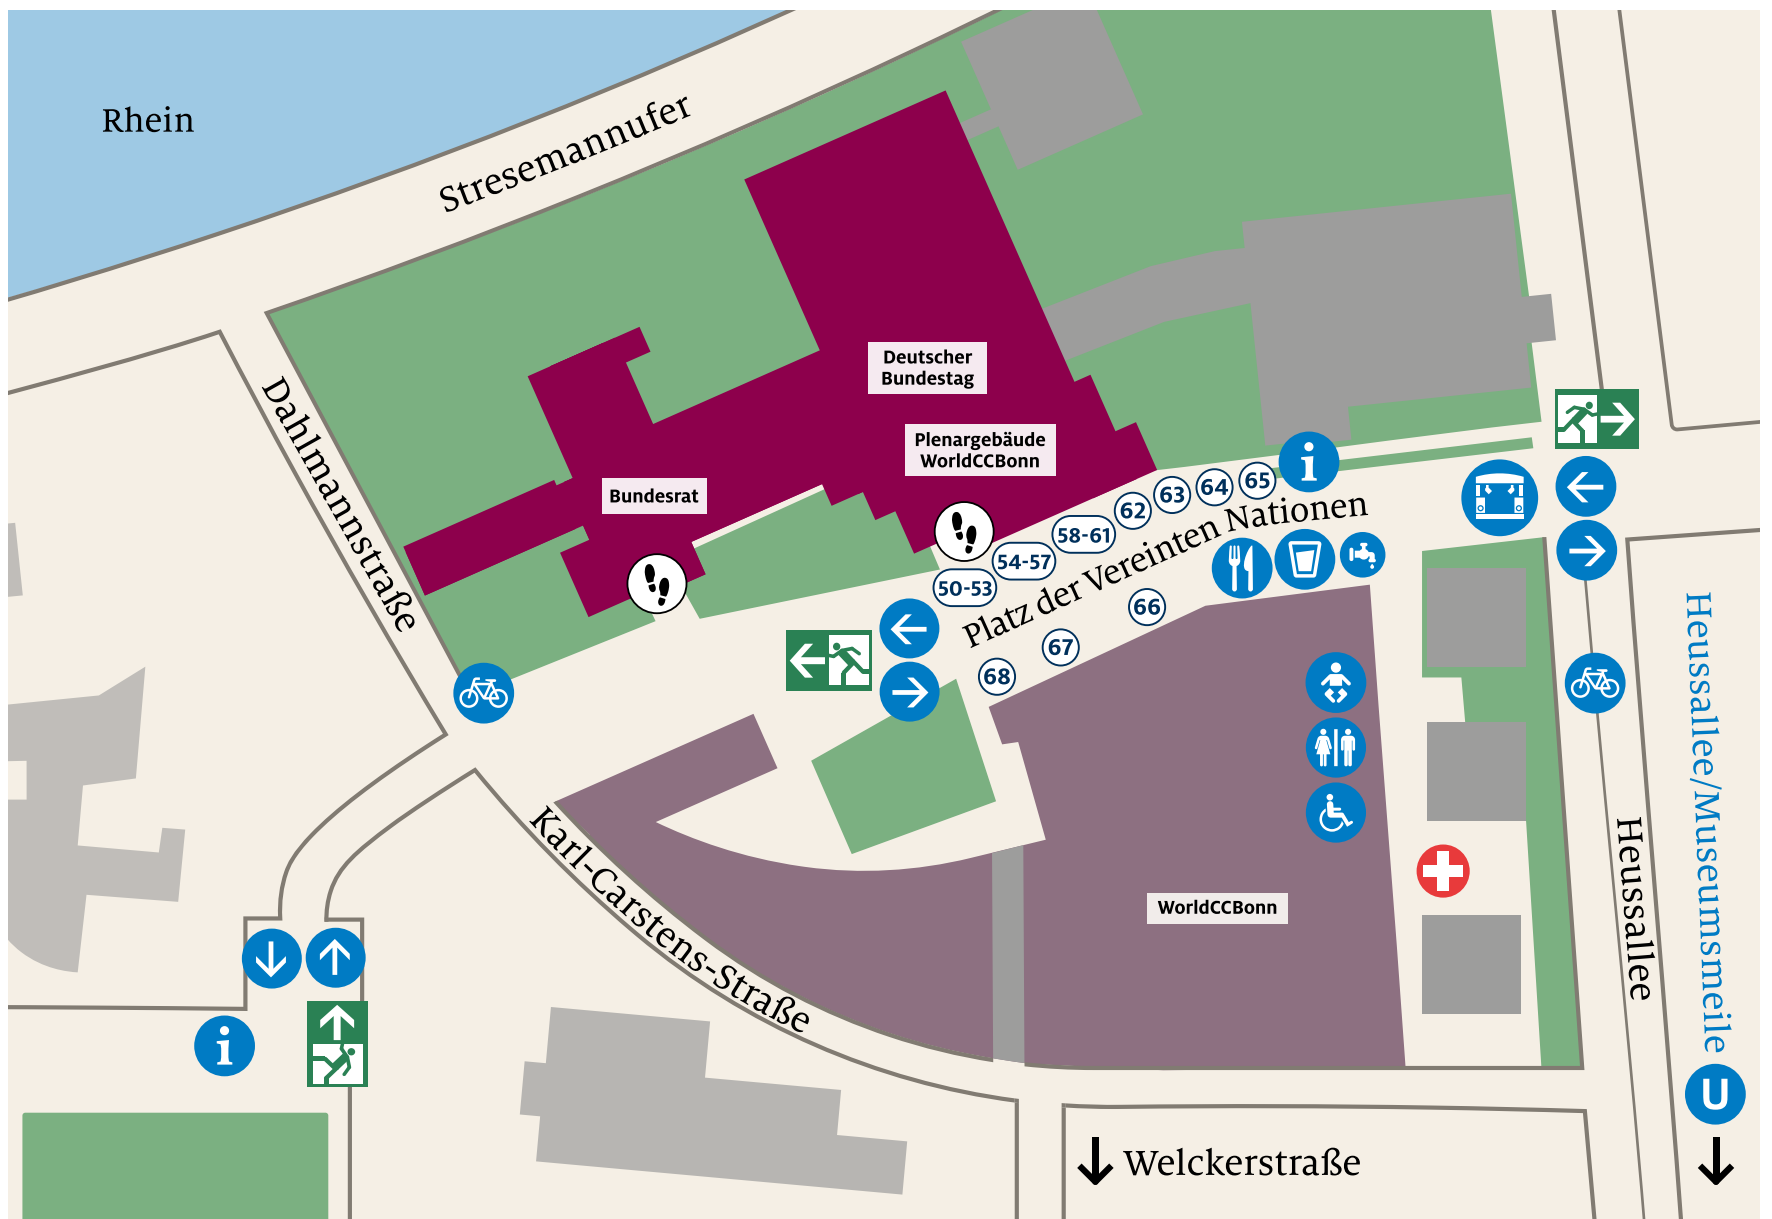 Rhein
Stresemannufer
Dahlmannstraße
Deutscher
Bundestag
Plenargebäude
WorldCCBonn
Bundesrat
65
64
63
62
58-61
54-57
50-53
Platz der Vereinten Nationen
66
67
68
Karl-Carstens-Straße
WorldCCBonn
Heussallee
Heussallee/Museumsmeile
U
Welckerstraße
i
i